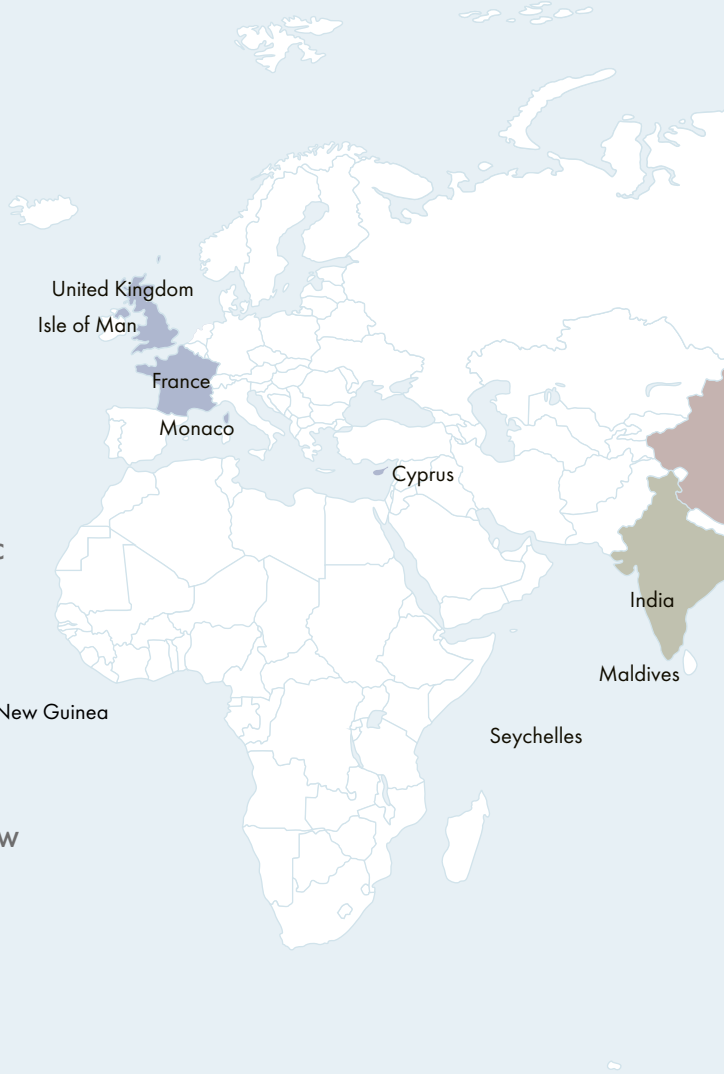 United Kingdom
Isle of Man
France
Monaco
Cyprus
India
Maldives
New Guinea
Seychelles